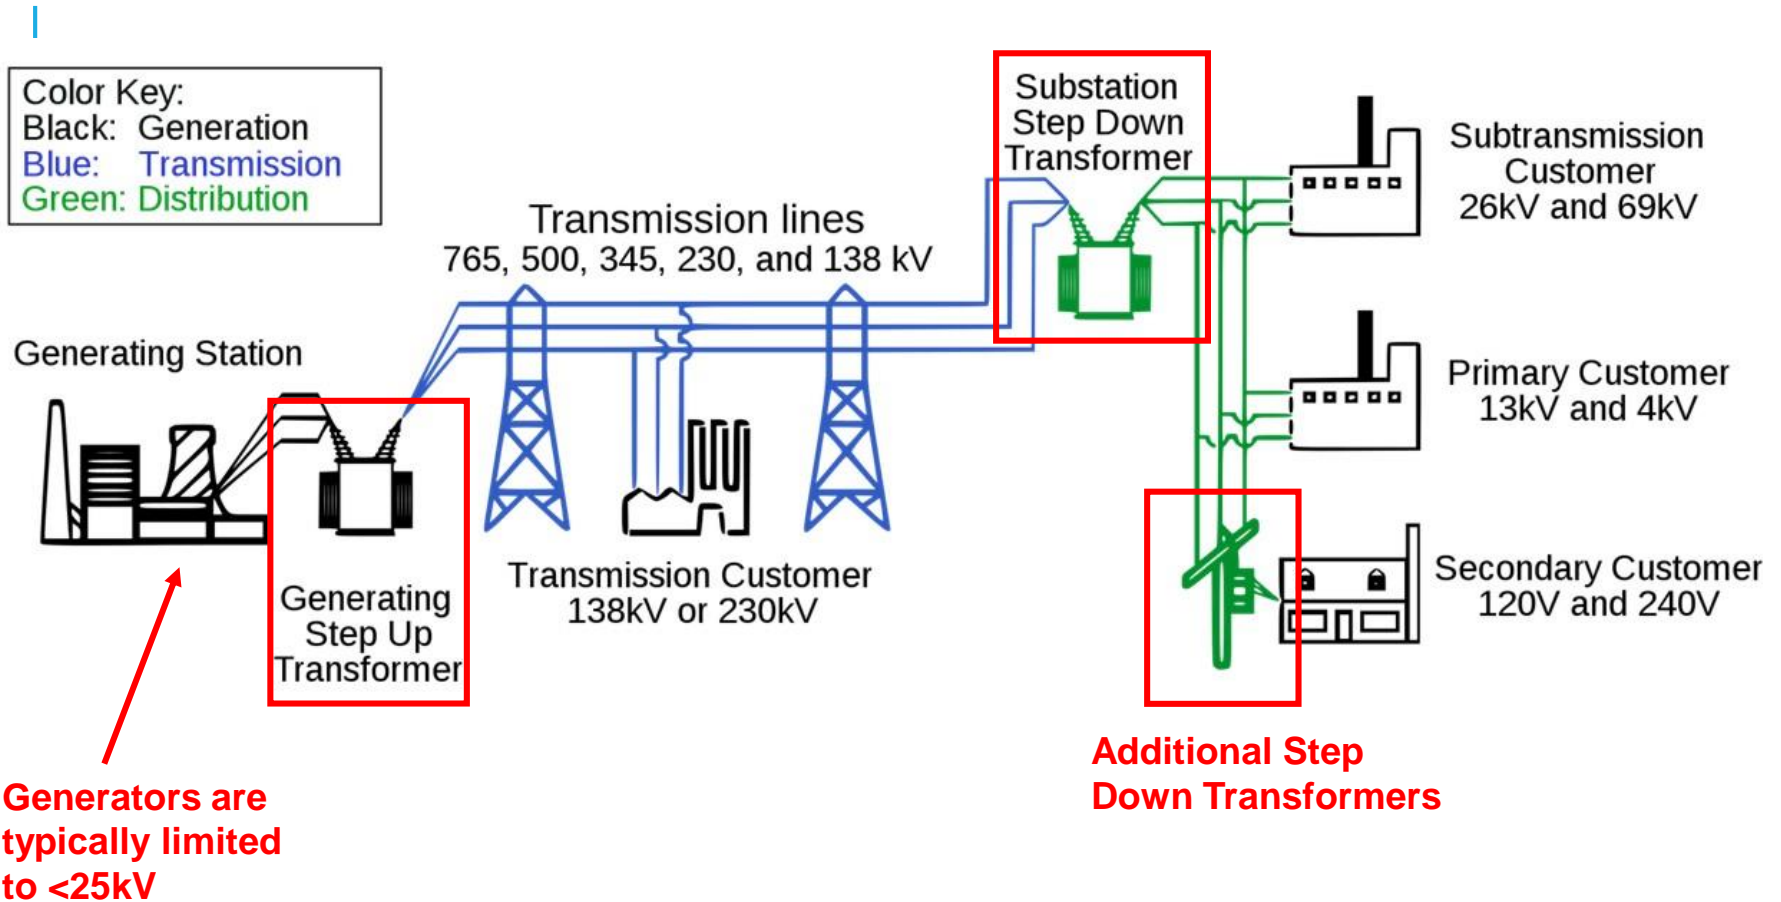 Color Key:
Black: Generation
Blue: Transmission
Green: Distribution
Substation
Step Down
Transformer
Subtransmission
Customer
26kV and 69kV
Transmission lines
765, 500, 345, 230, and 138 kV
Generating Station
Primary Customer
13kV and 4kV
Generating
Step Up
Transformer
Transmission Customer
138kV or 230kV
Secondary Customer
120V and 240V
Additional Step
Down Transformers
Generators are
typically limited
to <25kV